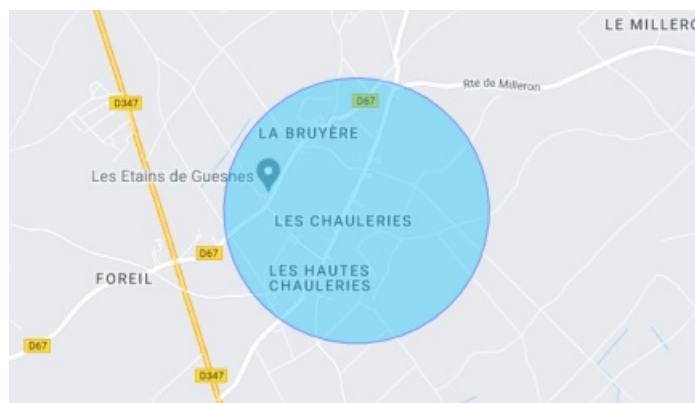 LE MILLERO
Rte de Milleron
D347
D67
LA BRUYÈRE
Les Etains de Guesnes
LES CHAULERIES
D67
FOREIL
LES HAUTES
CHAULERIES
D67
D347